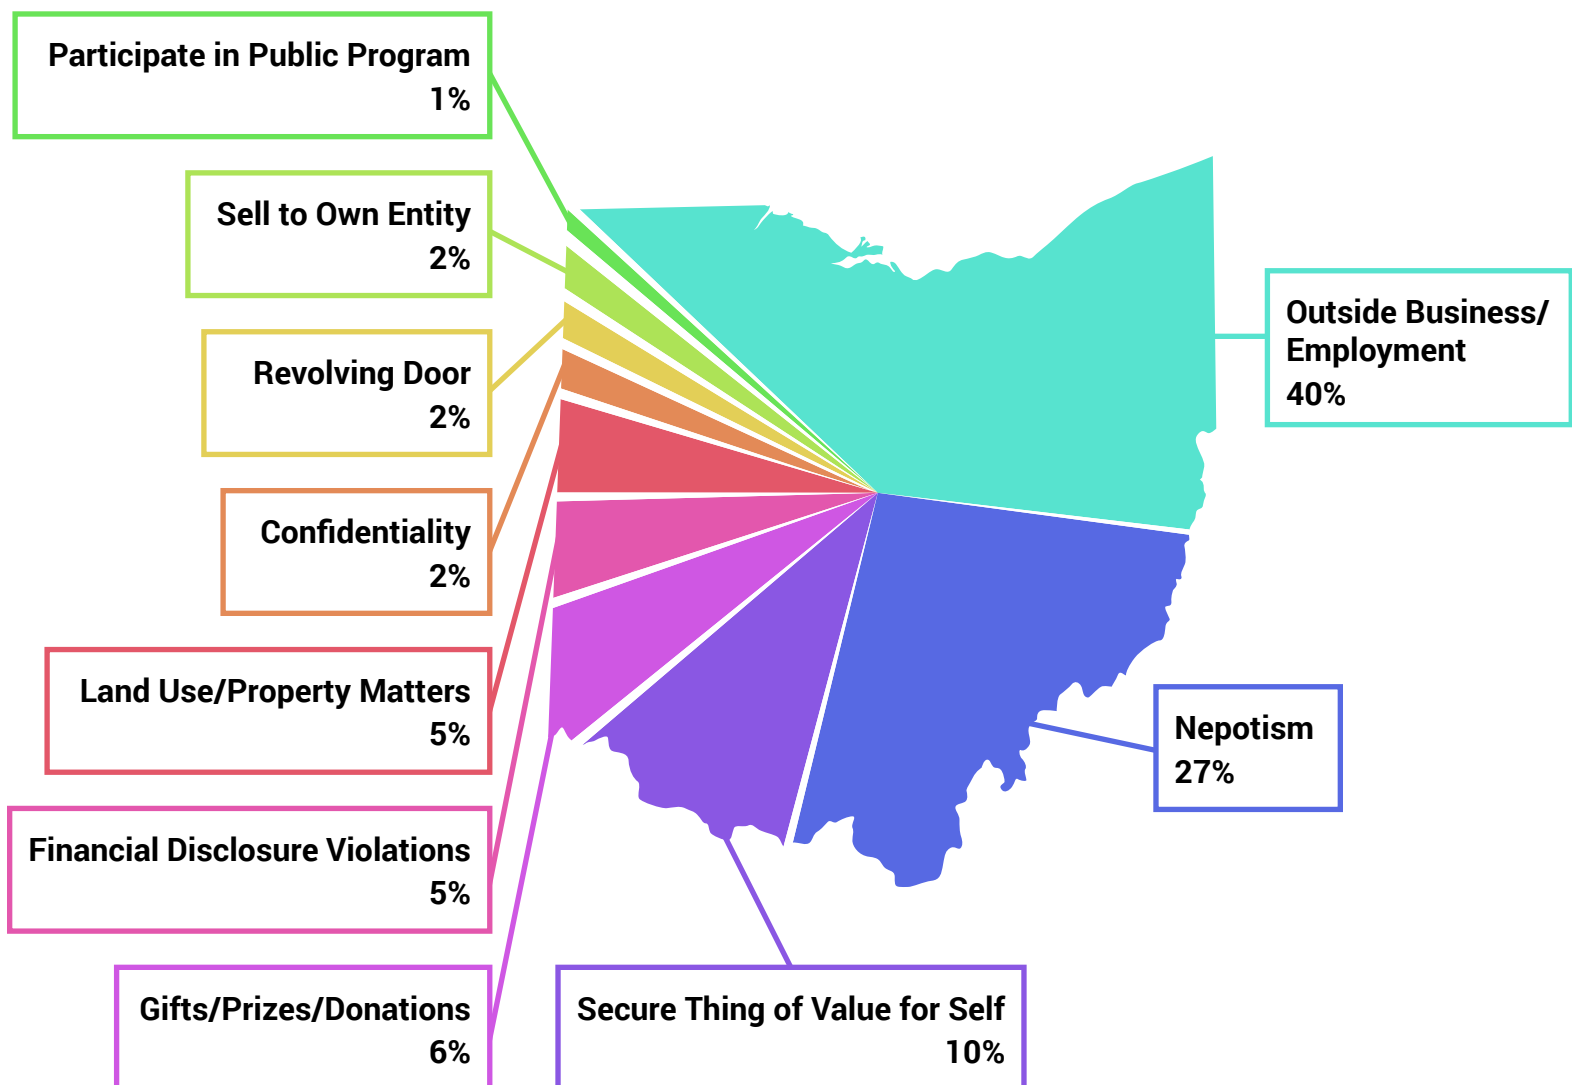 Participate in Public Program
1%
Sell to Own Entity
2%
Revolving Door
2%
Confidentiality
2%
Land Use/Property Matters
5%
Financial Disclosure Violations
5%
Gifts/Prizes/Donations
6%
Secure Thing of Value for Self
10%
Outside Business/
Employment
40%
Nepotism
27%